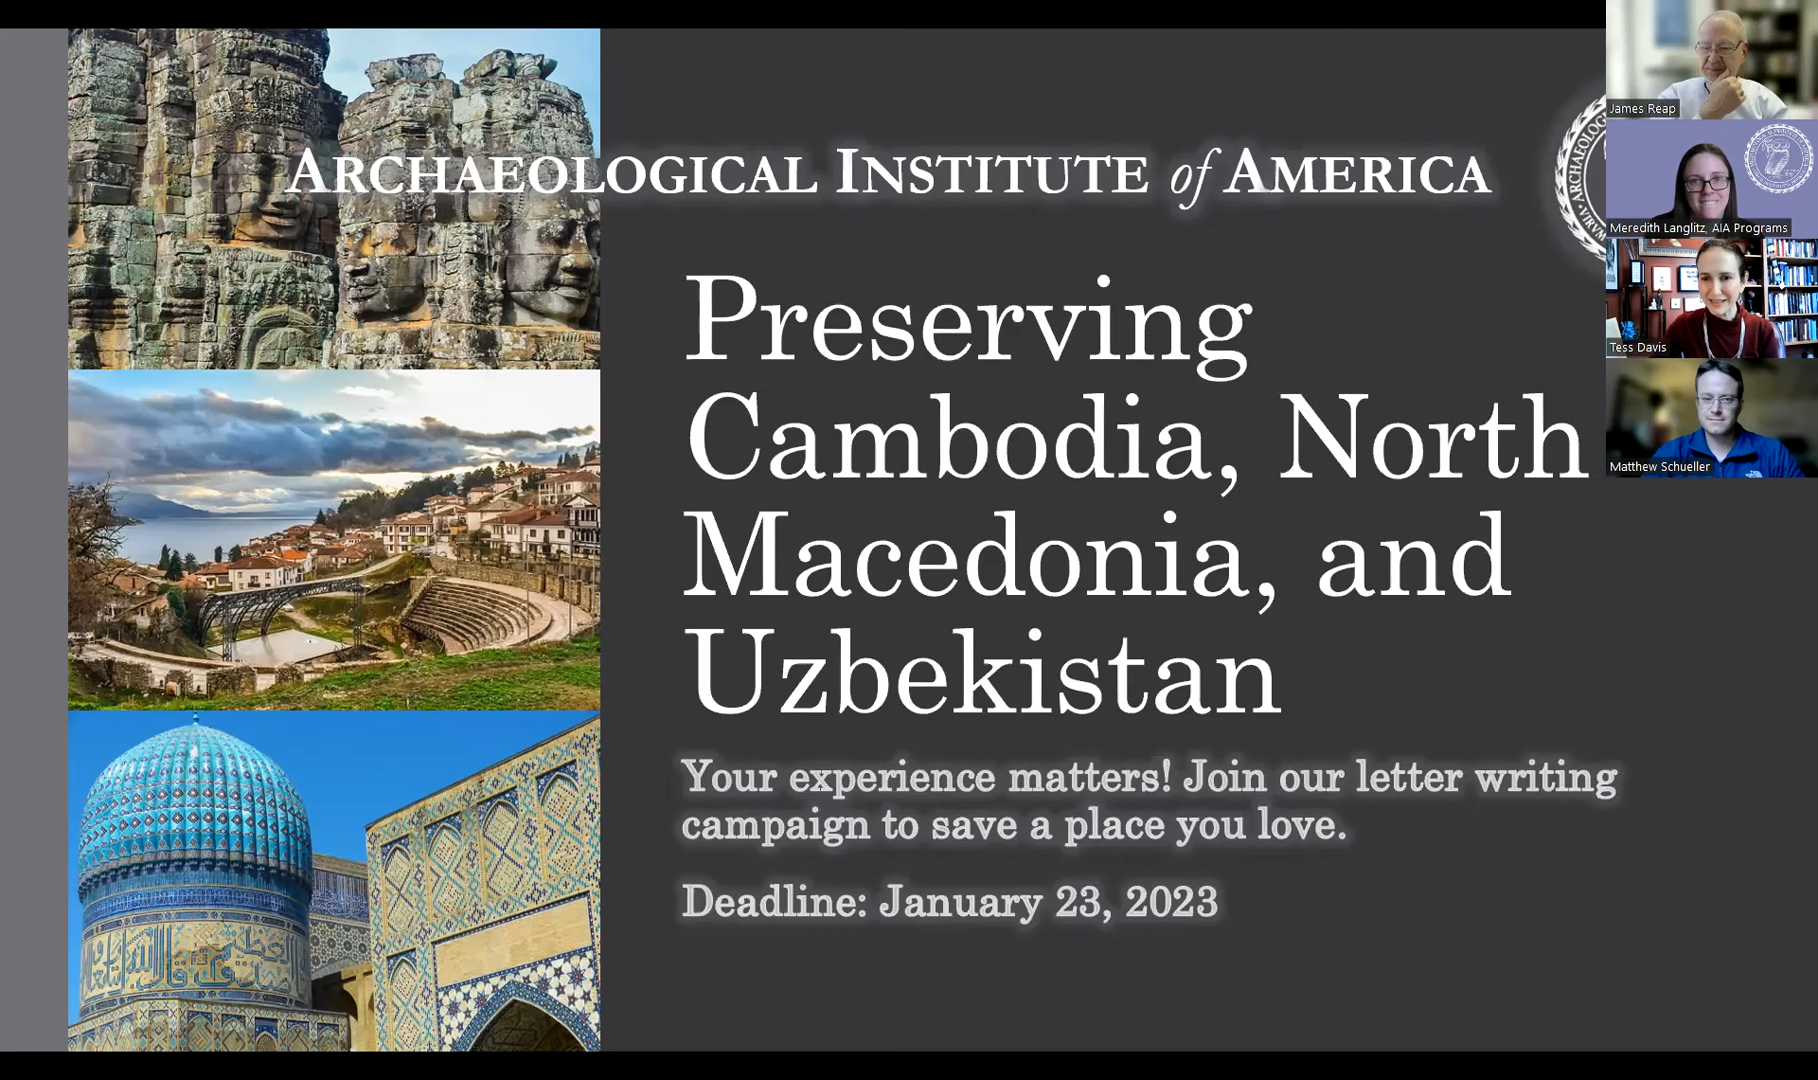 ARCHAEOLOGICAL INSTITUTE of AMERICA
Preserving
Cambodia, North
Macedonia, and
Uzbekistan
Your experience matters! Join our letter writing
campaign to save a place you love.
Deadline: January 23, 2023
James Reap
Meredith Langlitz, AIA Programs
Tess Davis
Matthew Schueller